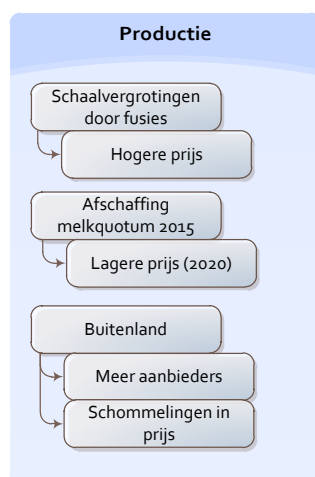 Productie
Schaalvergrotingen
door fusies
Hogere prijs
Afschaffing
melkquotum 2015
Lagere prijs (2020)
Buitenland
Meer aanbieders
Schommelingen in
prijs